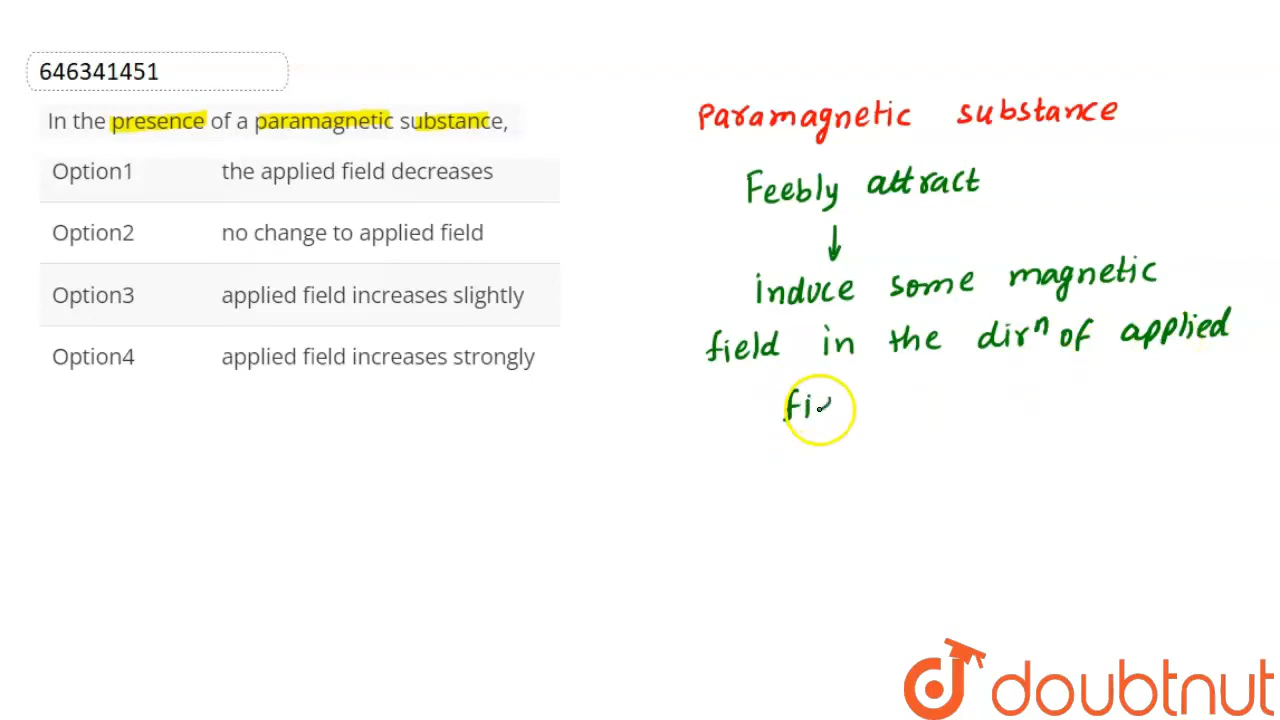 646341451
In the presence of a paramagnetic substance,
Option1 the applied field decreases
Option2 no change to applied field
Option3 applied field increases slightly
Option4 applied field increases strongly
Paramagnetic substance
Feebly attract
induce some magnetic
field in the dirⁿ of applied
fi
doubtnut